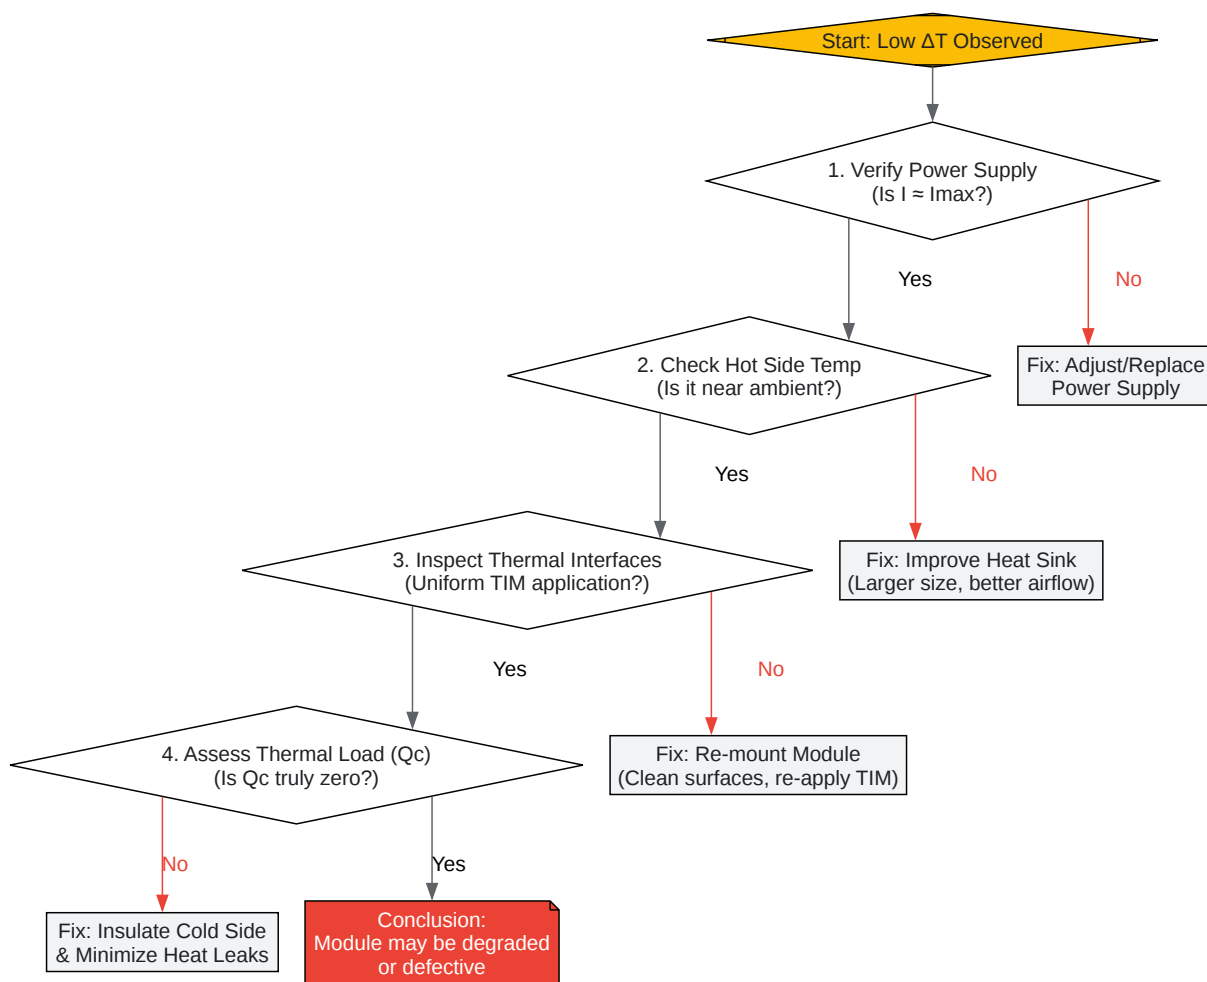 Start: Low ΔT Observed
1. Verify Power Supply
(Is I ≈ Imax?)
Yes
No
2. Check Hot Side Temp
(Is it near ambient?)
Fix: Adjust/Replace
Power Supply
Yes
No
3. Inspect Thermal Interfaces
(Uniform TIM application?)
Fix: Improve Heat Sink
(Larger size, better airflow)
Yes
No
4. Assess Thermal Load (Qc)
(Is Qc truly zero?)
Fix: Re-mount Module
(Clean surfaces, re-apply TIM)
No
Yes
Fix: Insulate Cold Side
& Minimize Heat Leaks
Conclusion:
Module may be degraded
or defective